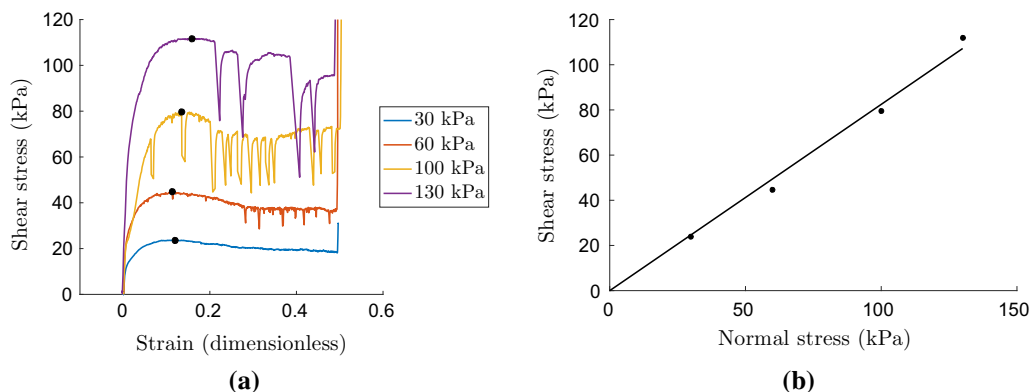 120
100
80
60
40
20
0
0 0.2 0.4 0.6
Shear stress (kPa)
Strain (dimensionless)
30 kPa
60 kPa
100 kPa
130 kPa
(a)
120
100
80
60
40
20
0
0 50 100 150
Shear stress (kPa)
Normal stress (kPa)
(b)